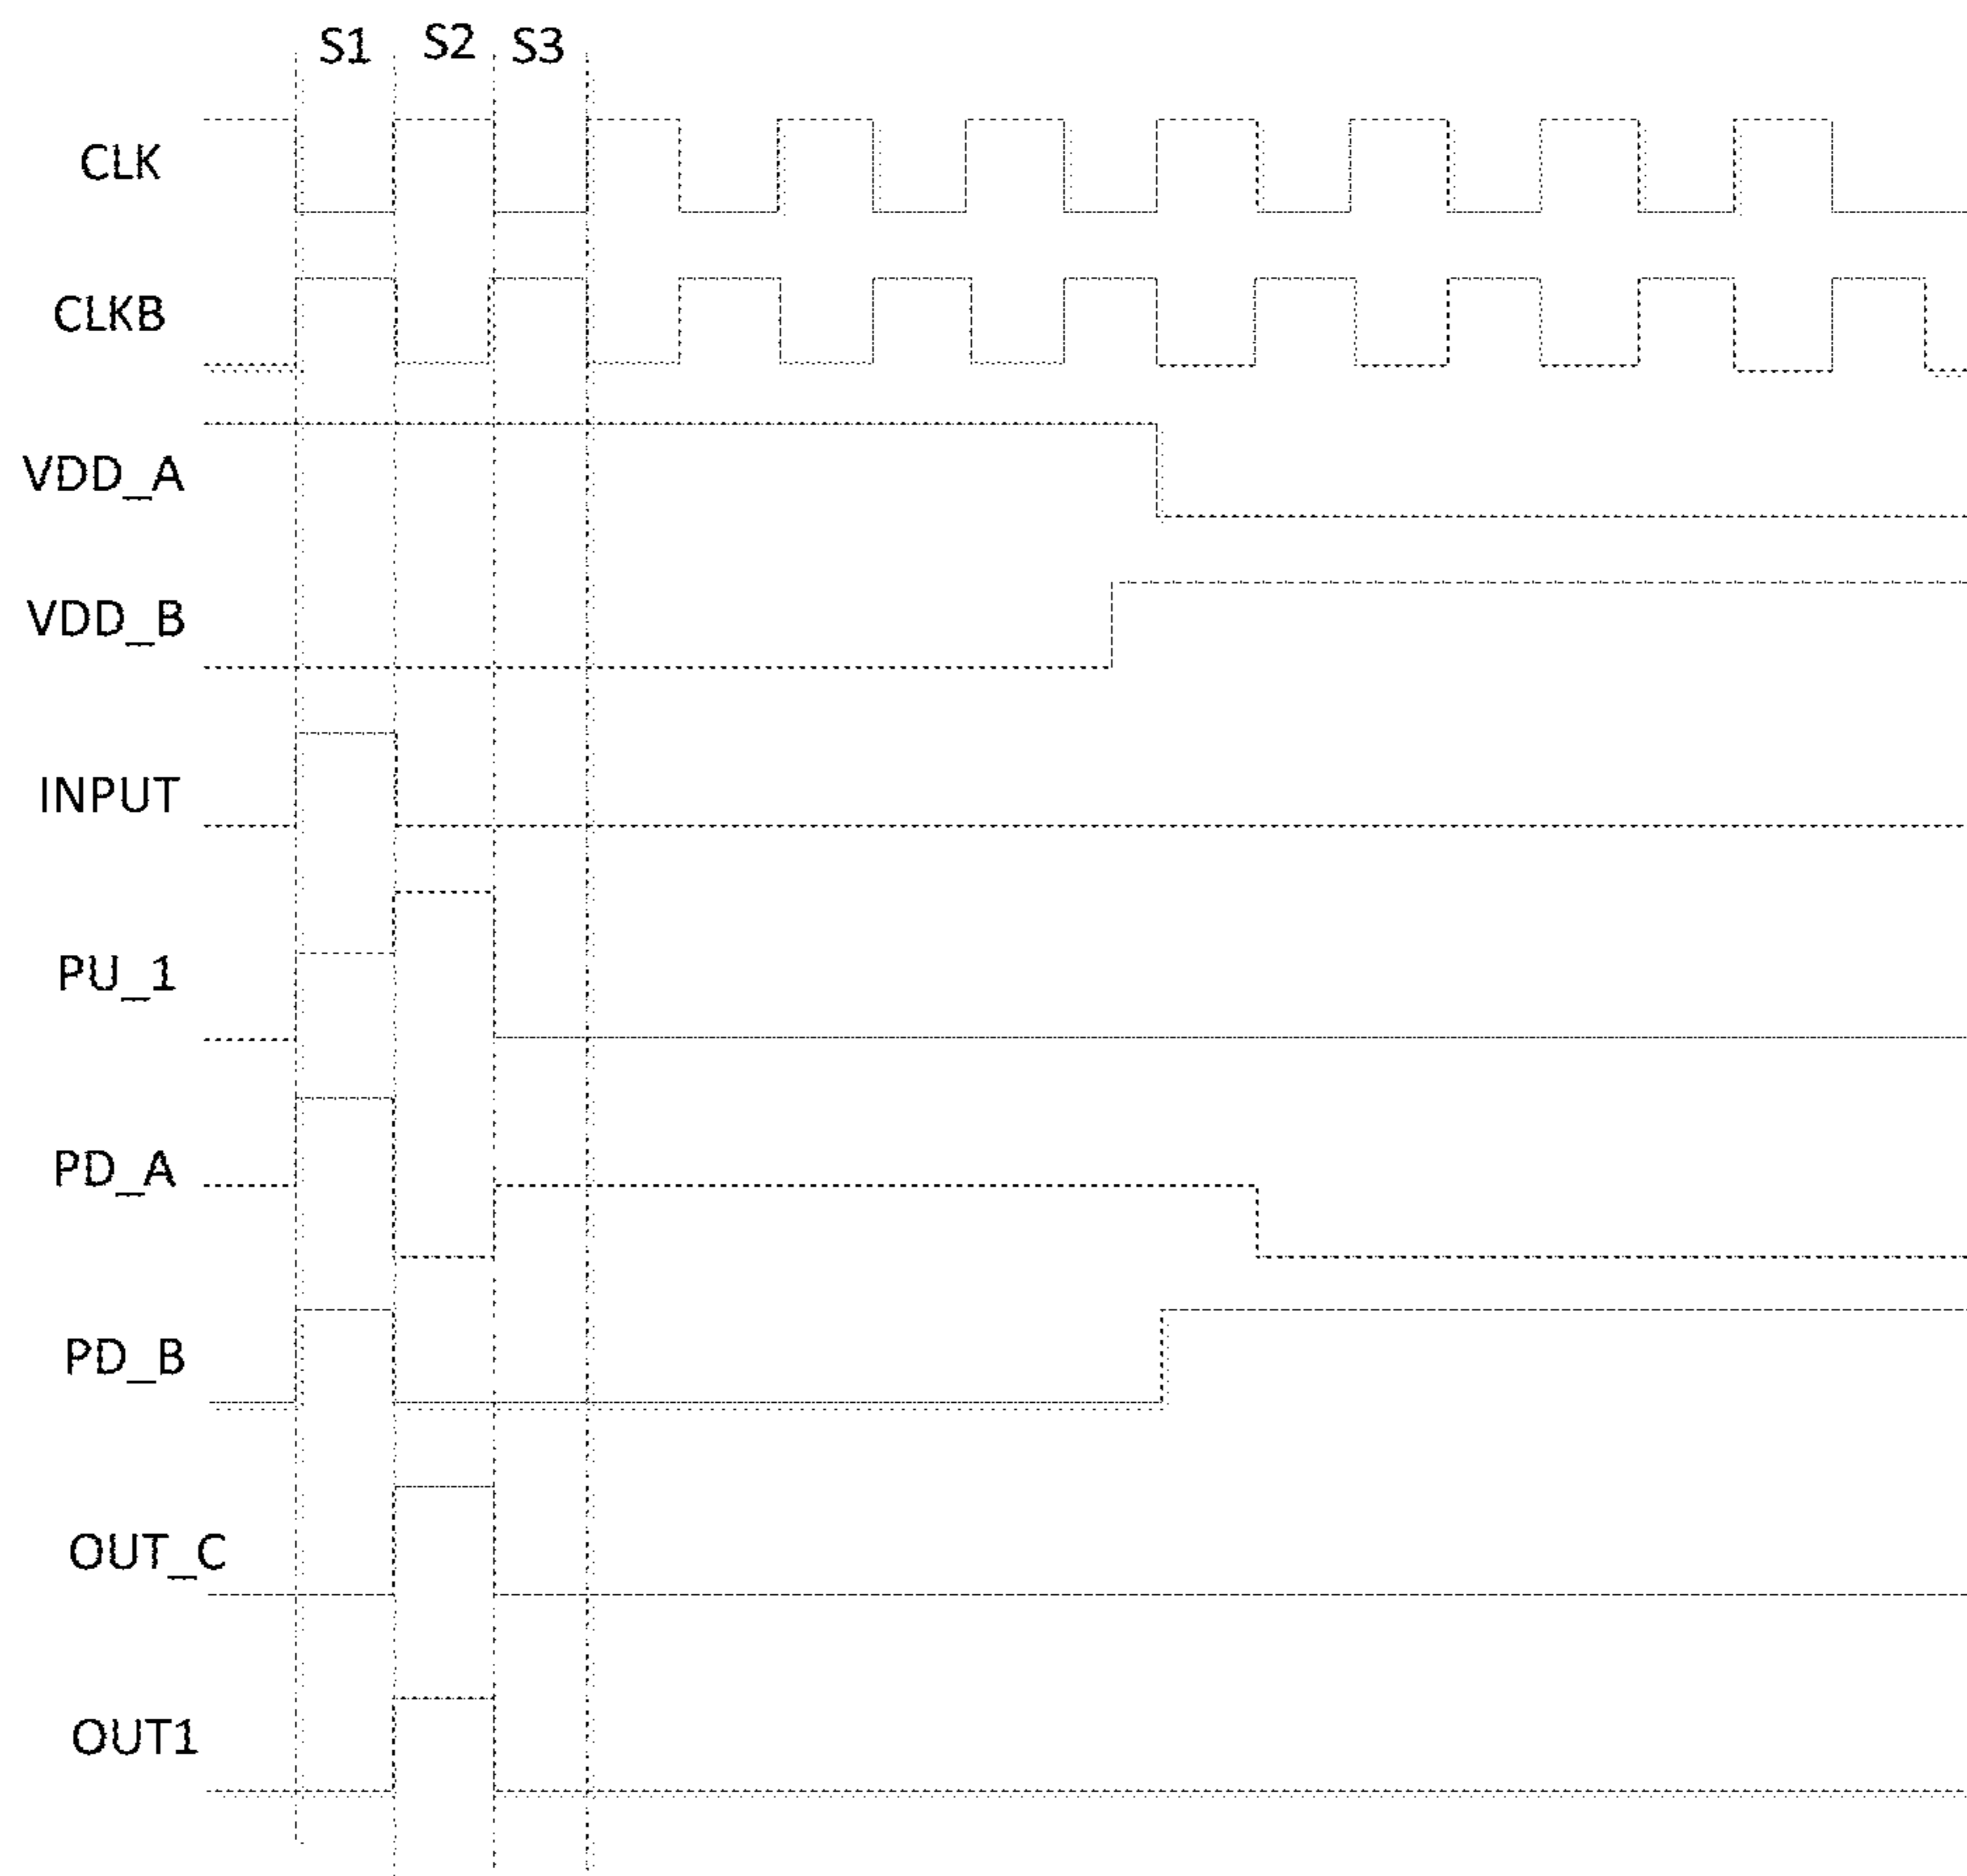 S1 S2 S3
CLK
CLKB
VDD_A
VDD_B
INPUT
PU_1
PD_A
PD_B
OUT_C
OUT1